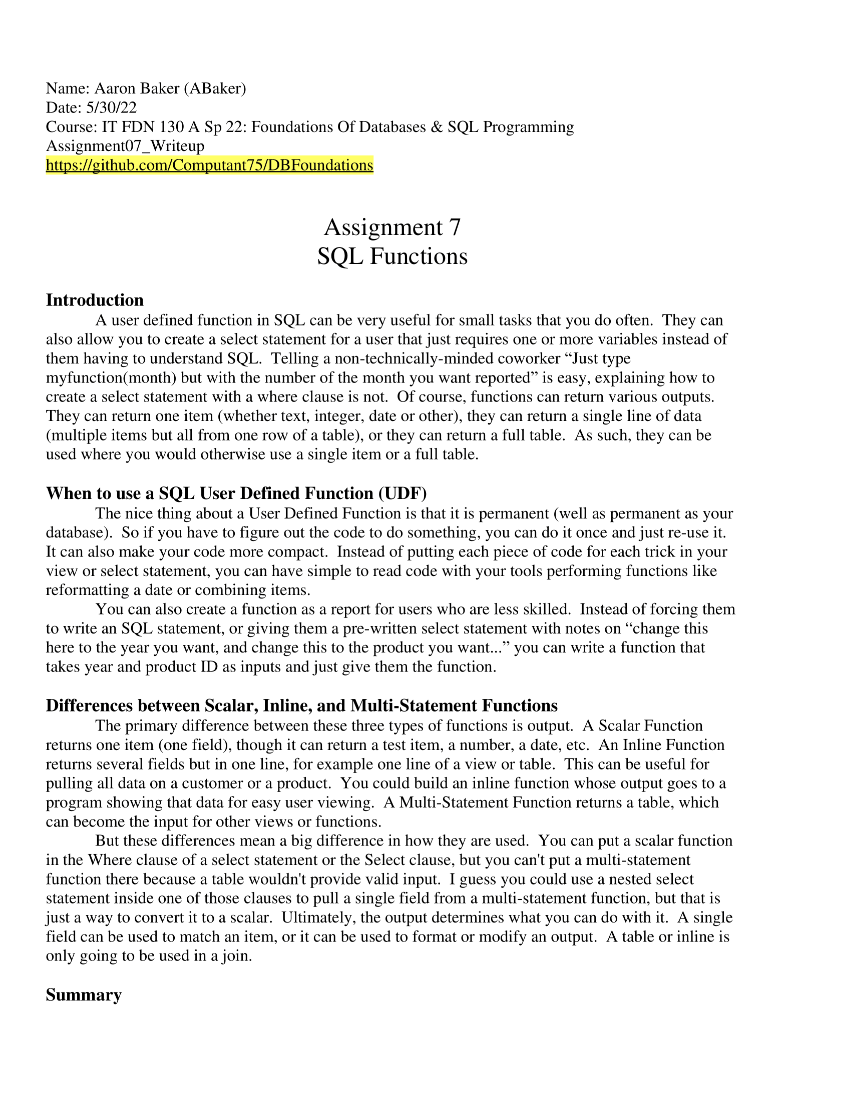 Name: Aaron Baker (ABaker)
Date: 5/30/22
Course: IT FDN 130 A Sp 22: Foundations Of Databases & SQL Programming
Assignment07_Writeup
https://github.com/Computant75/DBFoundations
Assignment 7
SQL Functions
Introduction
A user defined function in SQL can be very useful for small tasks that you do often.  They can
also allow you to create a select statement for a user that just requires one or more variables instead of
them having to understand SQL.  Telling a non-technically-minded coworker “Just type
myfunction(month) but with the number of the month you want reported” is easy, explaining how to
create a select statement with a where clause is not.  Of course, functions can return various outputs.
They can return one item (whether text, integer, date or other), they can return a single line of data
(multiple items but all from one row of a table), or they can return a full table.  As such, they can be
used where you would otherwise use a single item or a full table.
When to use a SQL User Defined Function (UDF)
The nice thing about a User Defined Function is that it is permanent (well as permanent as your
database).  So if you have to figure out the code to do something, you can do it once and just re-use it.
It can also make your code more compact.  Instead of putting each piece of code for each trick in your
view or select statement, you can have simple to read code with your tools performing functions like
reformatting a date or combining items.
You can also create a function as a report for users who are less skilled.  Instead of forcing them
to write an SQL statement, or giving them a pre-written select statement with notes on “change this
here to the year you want, and change this to the product you want...” you can write a function that
takes year and product ID as inputs and just give them the function.
Differences between Scalar, Inline, and Multi-Statement Functions
The primary difference between these three types of functions is output.  A Scalar Function
returns one item (one field), though it can return a test item, a number, a date, etc.  An Inline Function
returns several fields but in one line, for example one line of a view or table.  This can be useful for
pulling all data on a customer or a product.  You could build an inline function whose output goes to a
program showing that data for easy user viewing.  A Multi-Statement Function returns a table, which
can become the input for other views or functions.
But these differences mean a big difference in how they are used.  You can put a scalar function
in the Where clause of a select statement or the Select clause, but you can't put a multi-statement
function there because a table wouldn't provide valid input.  I guess you could use a nested select
statement inside one of those clauses to pull a single field from a multi-statement function, but that is
just a way to convert it to a scalar.  Ultimately, the output determines what you can do with it.  A single
field can be used to match an item, or it can be used to format or modify an output.  A table or inline is
only going to be used in a join.
Summary